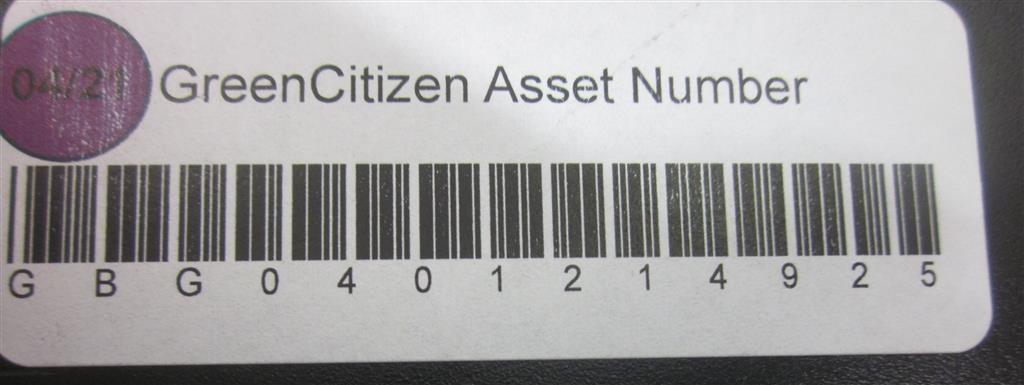 04/21 GreenCitizen Asset Number
G B G 0 4 0 1 2 1 4 9 2 5